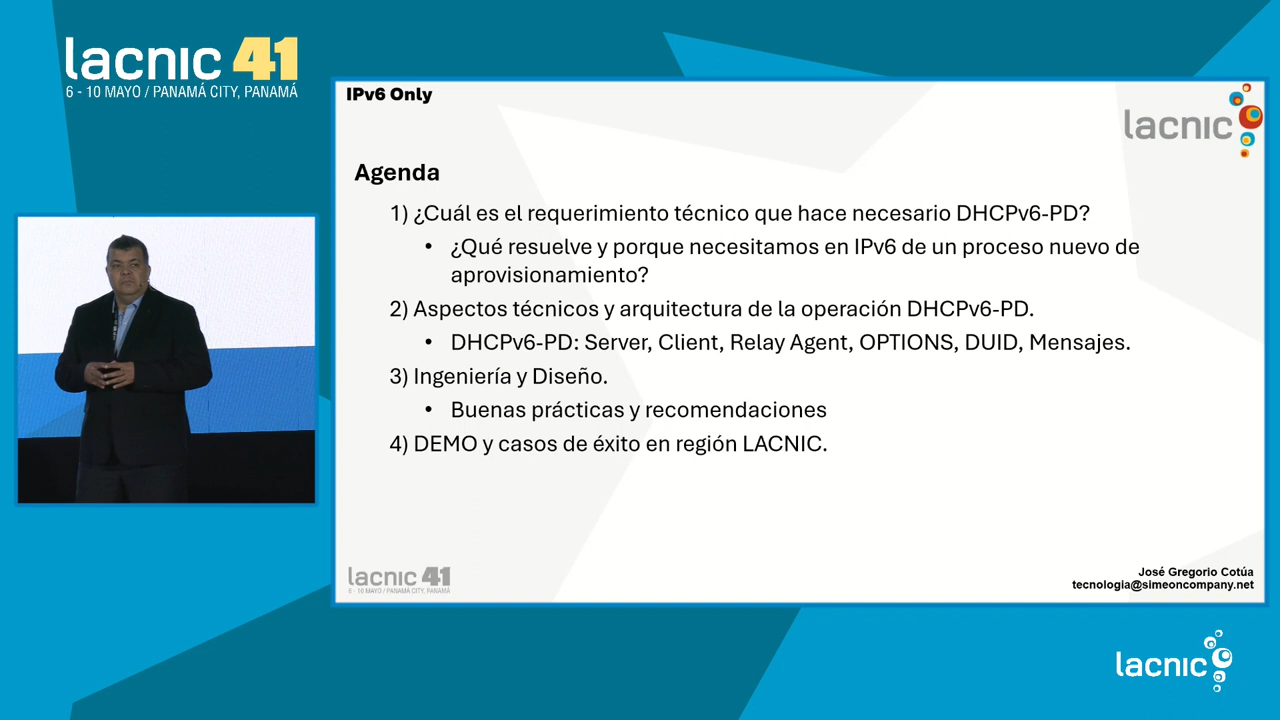 lacnic 41
6 - 10 MAYO / PANAMÁ CITY, PANAMÁ
IPv6 Only
lacnic
Agenda
1) ¿Cuál es el requerimiento técnico que hace necesario DHCPv6-PD?
• ¿Qué resuelve y porque necesitamos en IPv6 de un proceso nuevo de
aprovisionamiento?
2) Aspectos técnicos y arquitectura de la operación DHCPv6-PD.
• DHCPv6-PD: Server, Client, Relay Agent, OPTIONS, DUID, Mensajes.
3) Ingeniería y Diseño.
• Buenas prácticas y recomendaciones
4) DEMO y casos de éxito en región LACNIC.
lacnic 41
6 - 10 MAYO / PANAMÁ CITY, PANAMÁ
José Gregorio Cotúa
tecnologia@simeoncompany.net
lacnic